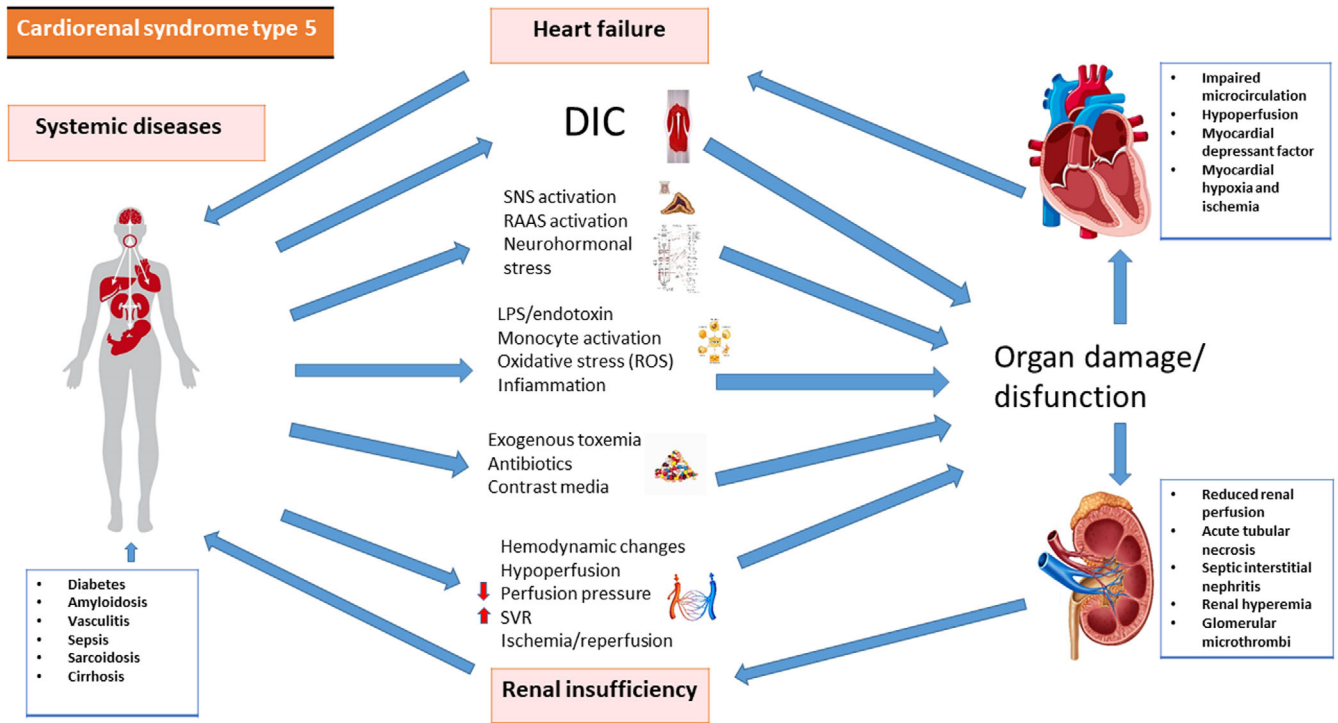 Cardiorenal syndrome type 5
Heart failure
Systemic diseases
DIC
SNS activation
RAAS activation
Neurohormonal
stress
LPS/endotoxin
Monocyte activation
Oxidative stress (ROS)
Infiammation
Exogenous toxemia
Antibiotics
Contrast media
Hemodynamic changes
Hypoperfusion
Perfusion pressure
SVR
Ischemia/reperfusion
Renal insufficiency
• Diabetes
• Amyloidosis
• Vasculitis
• Sepsis
• Sarcoidosis
• Cirrhosis
Organ damage/
disfunction
• Impaired
microcirculation
• Hypoperfusion
• Myocardial
depressant factor
• Myocardial
hypoxia and
ischemia
• Reduced renal
perfusion
• Acute tubular
necrosis
• Septic interstitial
nephritis
• Renal hyperemia
• Glomerular
microthrombi